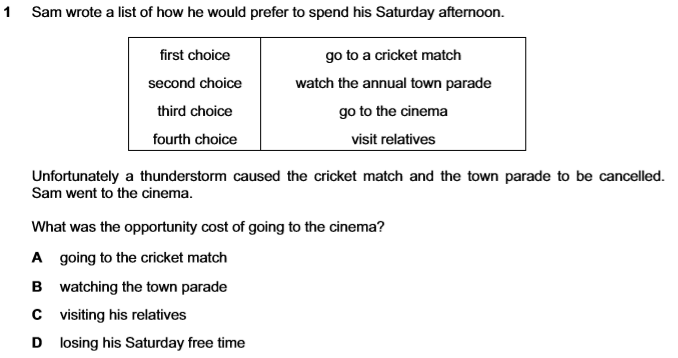 1 Sam wrote a list of how he would prefer to spend his Saturday afternoon.
first choice go to a cricket match
second choice watch the annual town parade
third choice go to the cinema
fourth choice visit relatives
Unfortunately a thunderstorm caused the cricket match and the town parade to be cancelled.
Sam went to the cinema.
What was the opportunity cost of going to the cinema?
A going to the cricket match
B watching the town parade
C visiting his relatives
D losing his Saturday free time